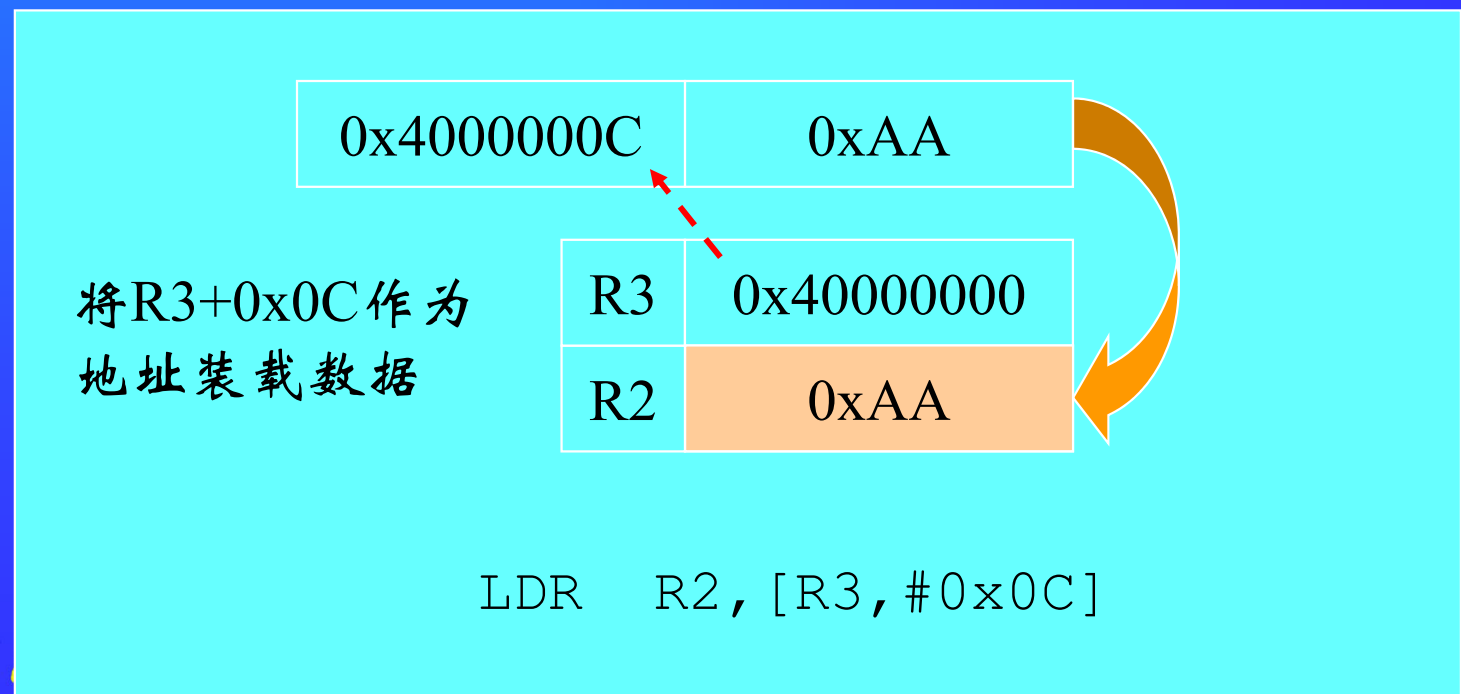 0x4000000C 0xAA
将R3+0x0C作为
地址装载数据
R3 0x40000000
R2 0xAA
LDR R2,[R3,#0x0C]